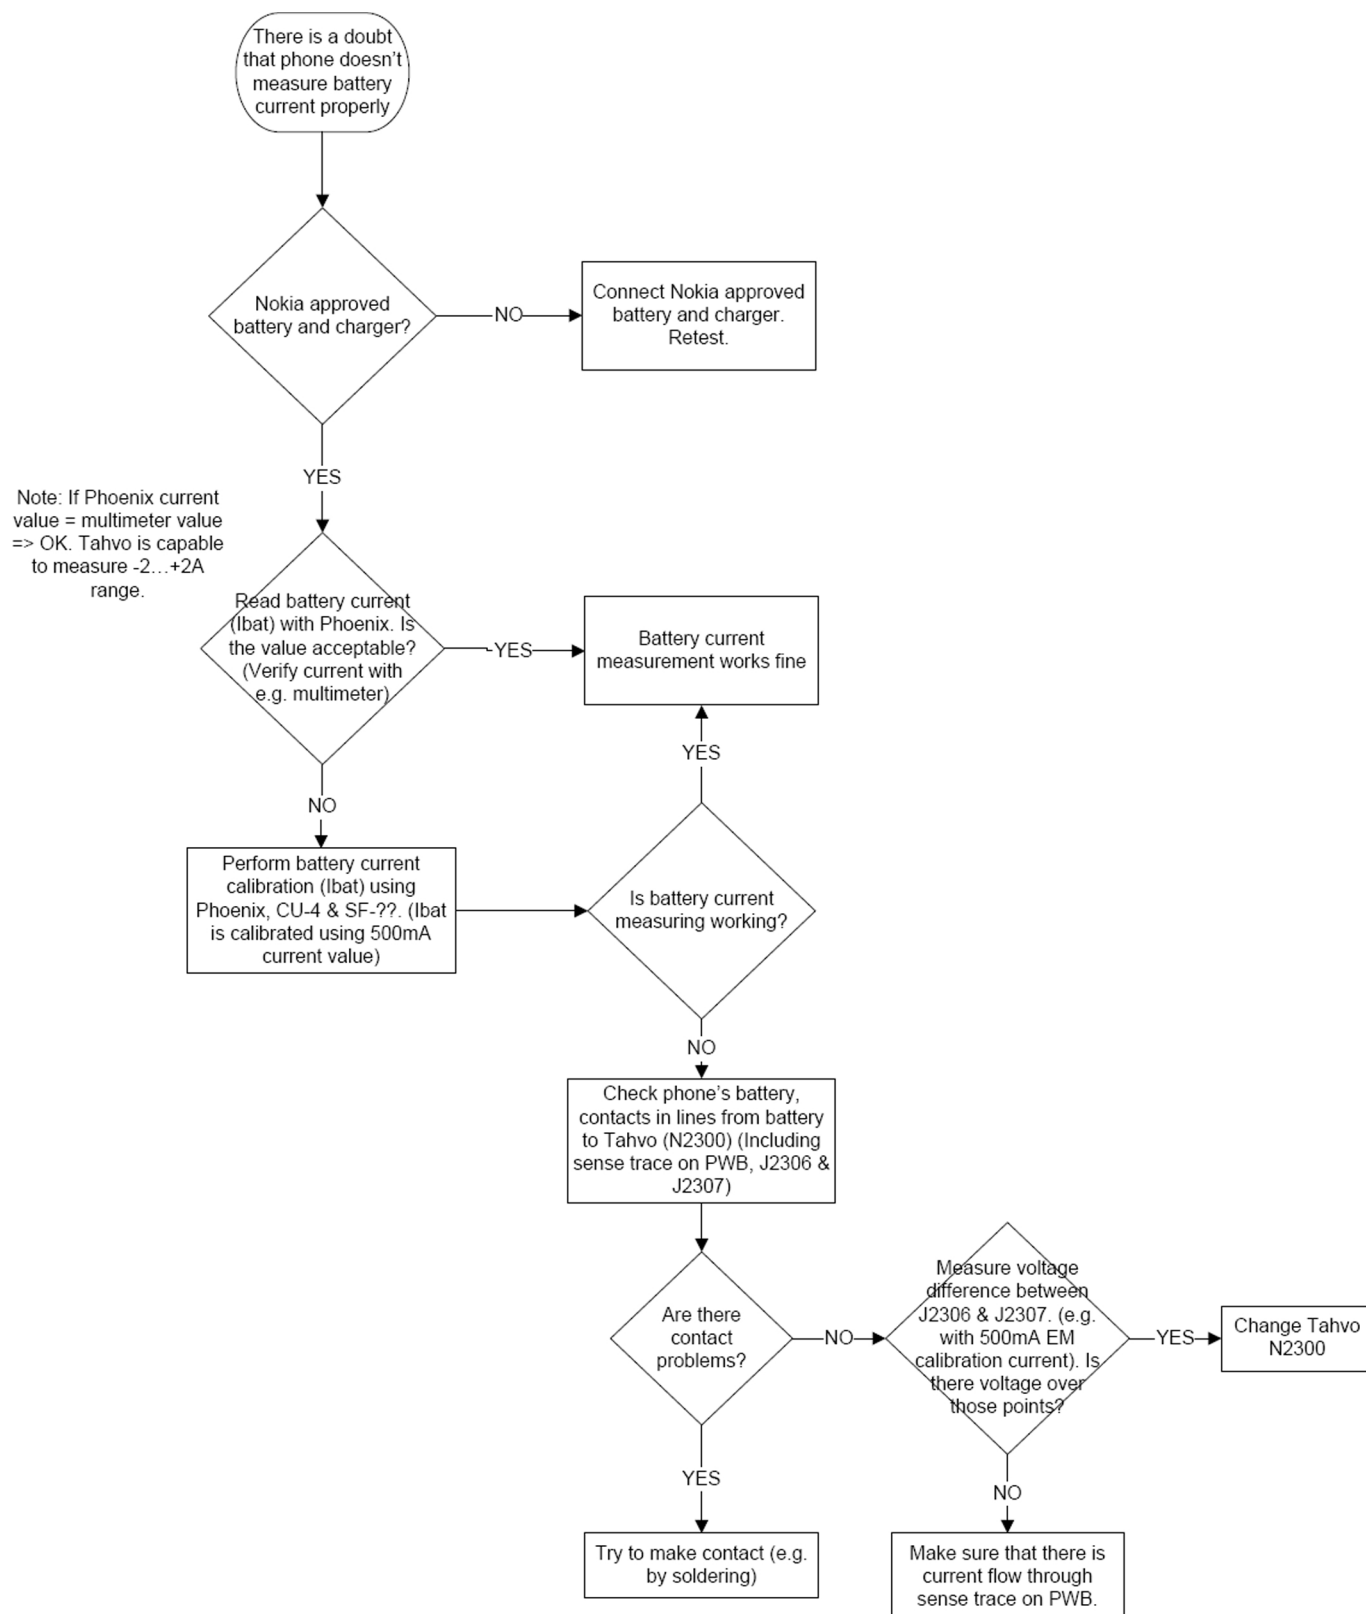 There is a doubt
that phone doesn't
measure battery
current properly
Nokia approved
battery and charger?
NO
Connect Nokia approved
battery and charger.
Retest.
YES
Note: If Phoenix current
value = multimeter value
=> OK. Tahvo is capable
to measure -2...+2A
range.
Read battery current
(Ibat) with Phoenix. Is
the value acceptable?
(Verify current with
e.g. multimeter)
YES
Battery current
measurement works fine
YES
NO
Perform battery current
calibration (Ibat) using
Phoenix, CU-4 & SF-??. (Ibat
is calibrated using 500mA
current value)
Is battery current
measuring working?
NO
Check phone's battery,
contacts in lines from battery
to Tahvo (N2300) (Including
sense trace on PWB, J2306 &
J2307)
Are there
contact
problems?
NO
Measure voltage
difference between
J2306 & J2307. (e.g.
with 500mA EM
calibration current). Is
there voltage over
those points?
YES
Change Tahvo
N2300
YES
NO
Try to make contact (e.g.
by soldering)
Make sure that there is
current flow through
sense trace on PWB.